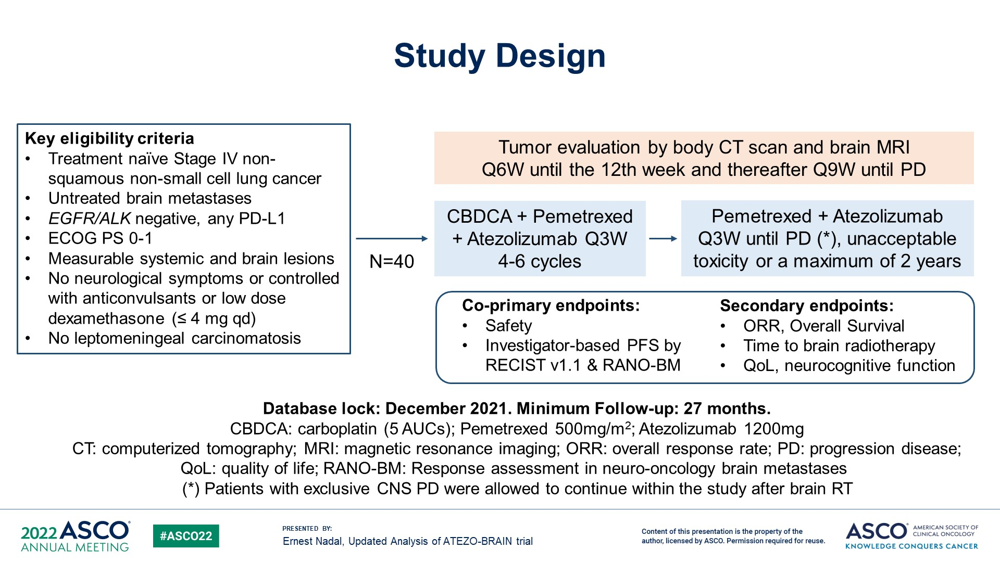 Study Design
Key eligibility criteria
• Treatment naïve Stage IV non-
squamous non-small cell lung cancer
• Untreated brain metastases
• EGFR/ALK negative, any PD-L1
• ECOG PS 0-1
• Measurable systemic and brain lesions
• No neurological symptoms or controlled
with anticonvulsants or low dose
dexamethasone (≤ 4 mg qd)
• No leptomeningeal carcinomatosis
N=40
Tumor evaluation by body CT scan and brain MRI
Q6W until the 12th week and thereafter Q9W until PD
CBDCA + Pemetrexed
+ Atezolizumab Q3W
4-6 cycles
Pemetrexed + Atezolizumab
Q3W until PD (*), unacceptable
toxicity or a maximum of 2 years
Co-primary endpoints:
• Safety
• Investigator-based PFS by
RECIST v1.1 & RANO-BM
Secondary endpoints:
• ORR, Overall Survival
• Time to brain radiotherapy
• QoL, neurocognitive function
Database lock: December 2021. Minimum Follow-up: 27 months.
CBDCA: carboplatin (5 AUCs); Pemetrexed 500mg/m²; Atezolizumab 1200mg
CT: computerized tomography; MRI: magnetic resonance imaging; ORR: overall response rate; PD: progression disease;
QoL: quality of life; RANO-BM: Response assessment in neuro-oncology brain metastases
(*) Patients with exclusive CNS PD were allowed to continue within the study after brain RT
2022 ASCO®
ANNUAL MEETING
#ASCO22
PRESENTED BY:
Ernest Nadal, Updated Analysis of ATEZO-BRAIN trial
Content of this presentation is the property of the
author, licensed by ASCO. Permission required for reuse.
ASCO® AMERICAN SOCIETY OF
CLINICAL ONCOLOGY
KNOWLEDGE CONQUERS CANCER